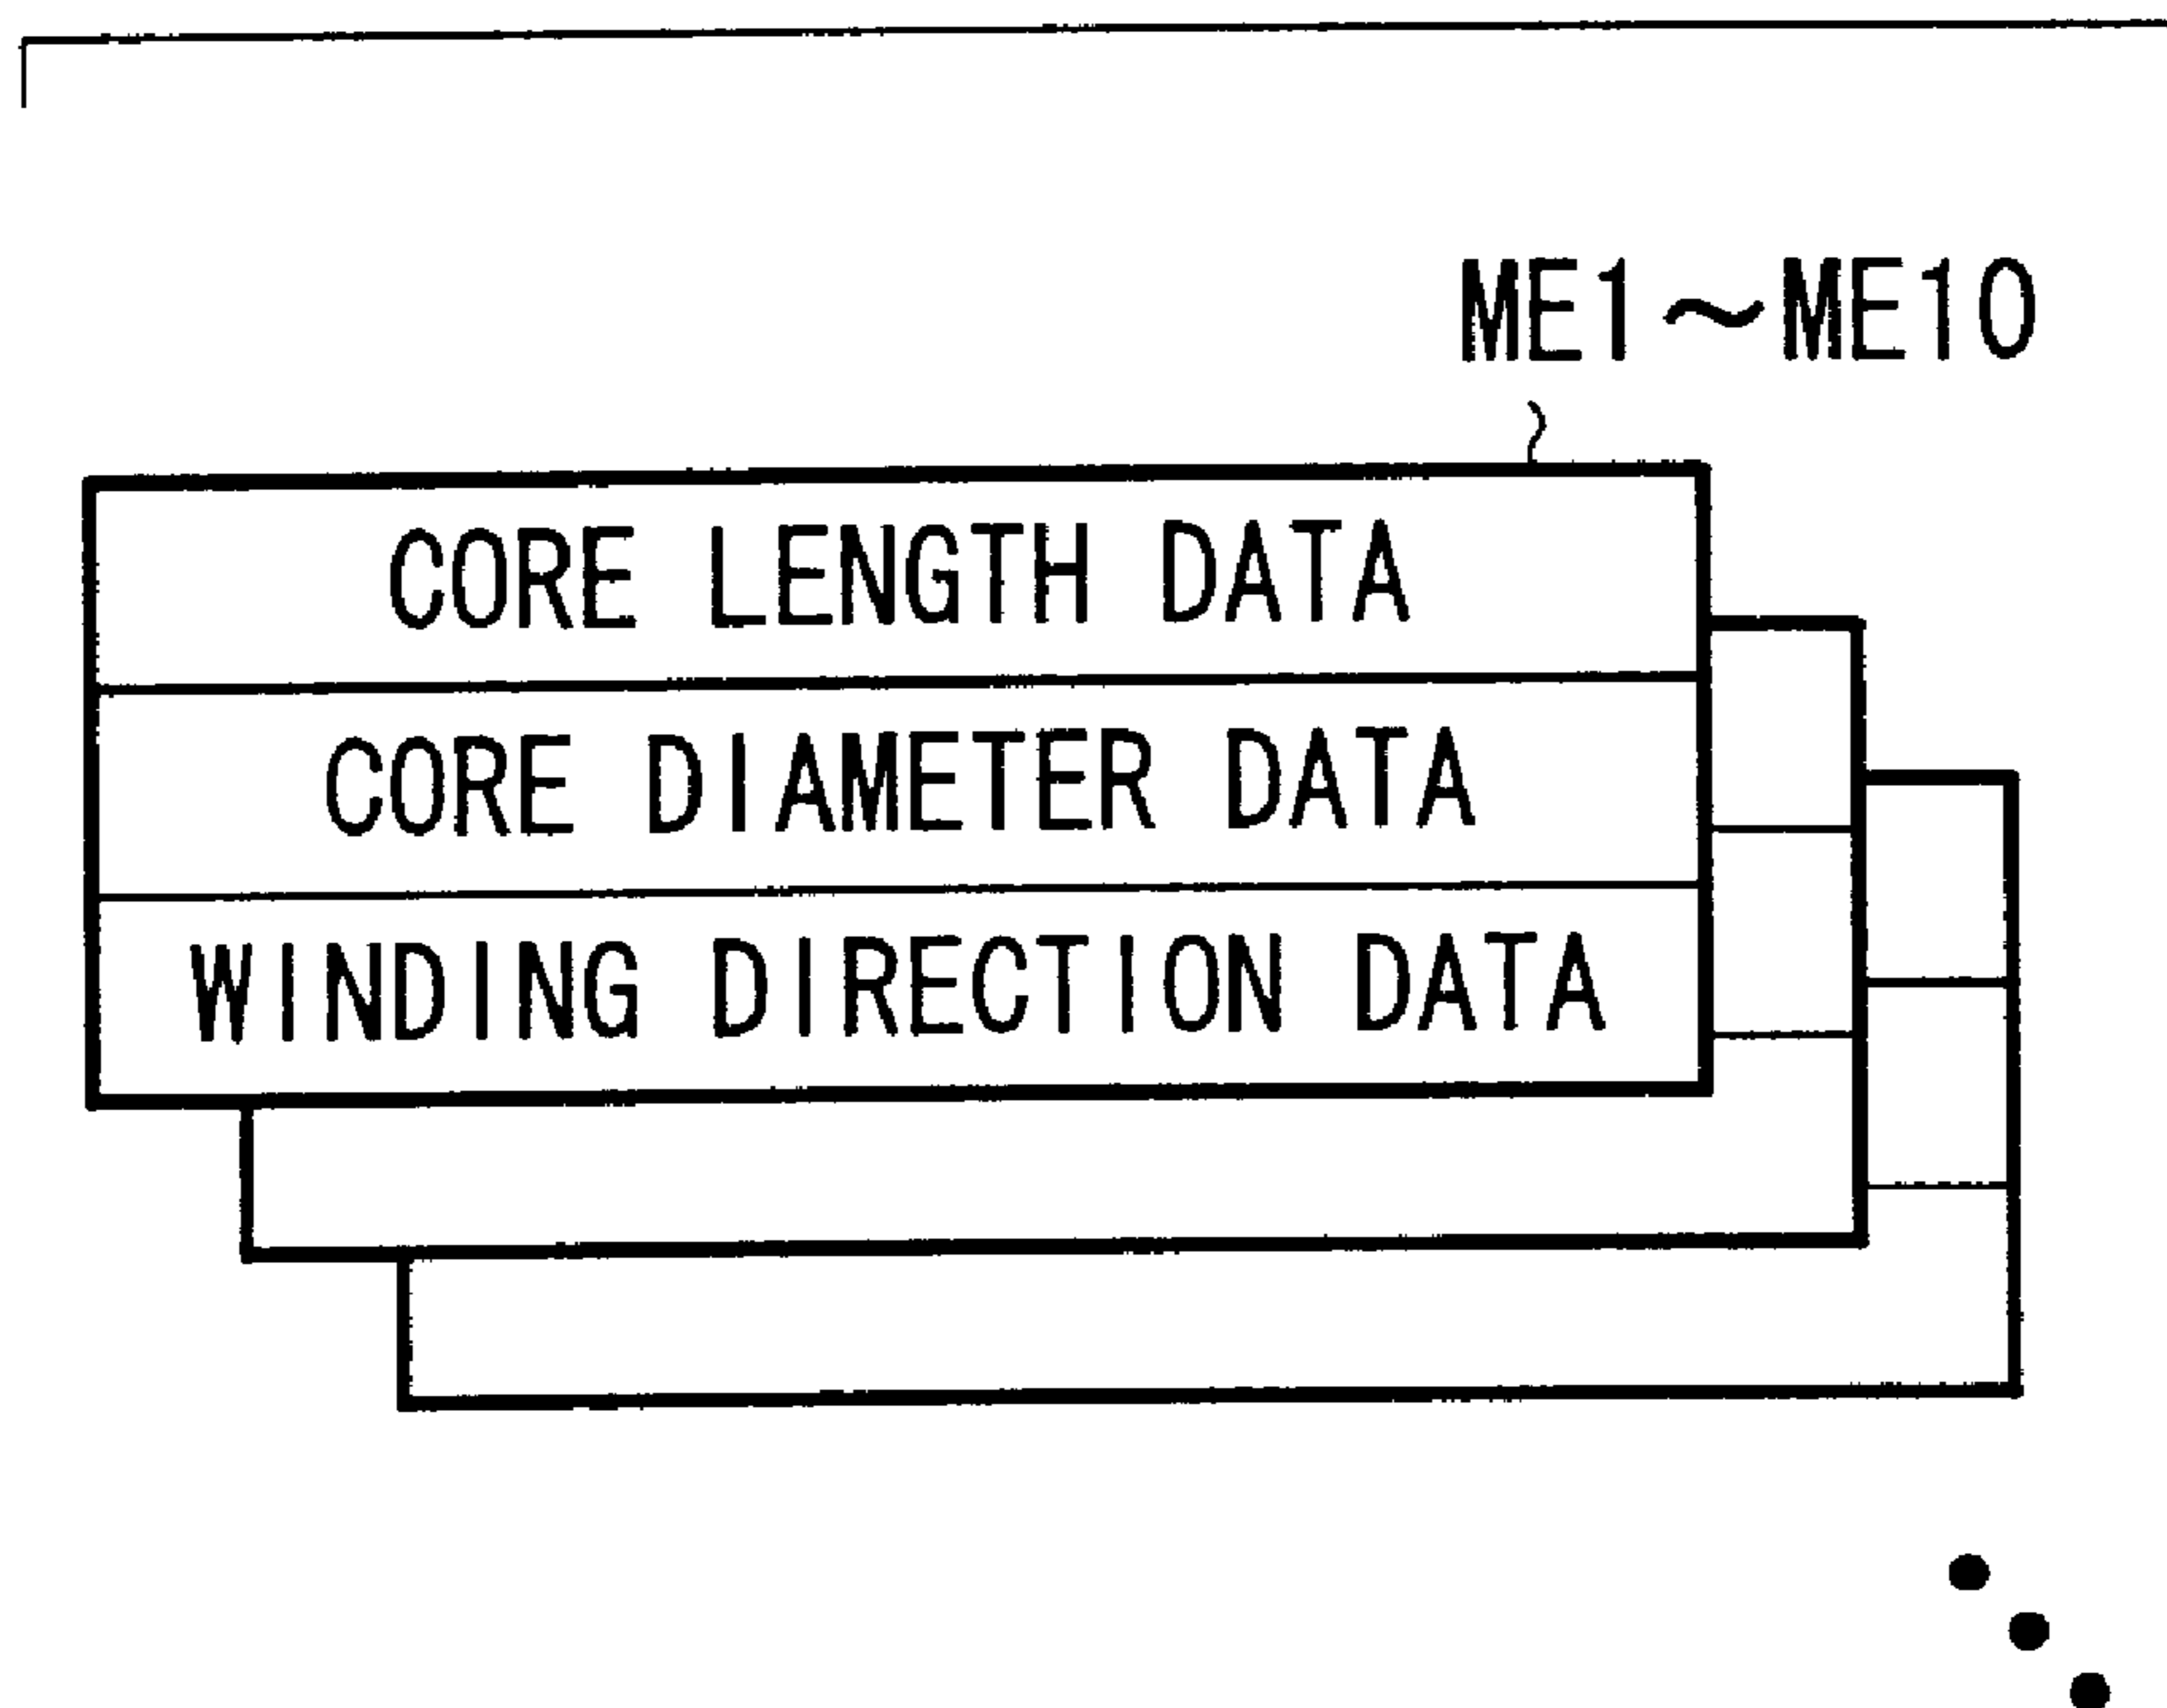 ME1~ME10
CORE LENGTH DATA
CORE DIAMETER DATA
WINDING DIRECTION DATA